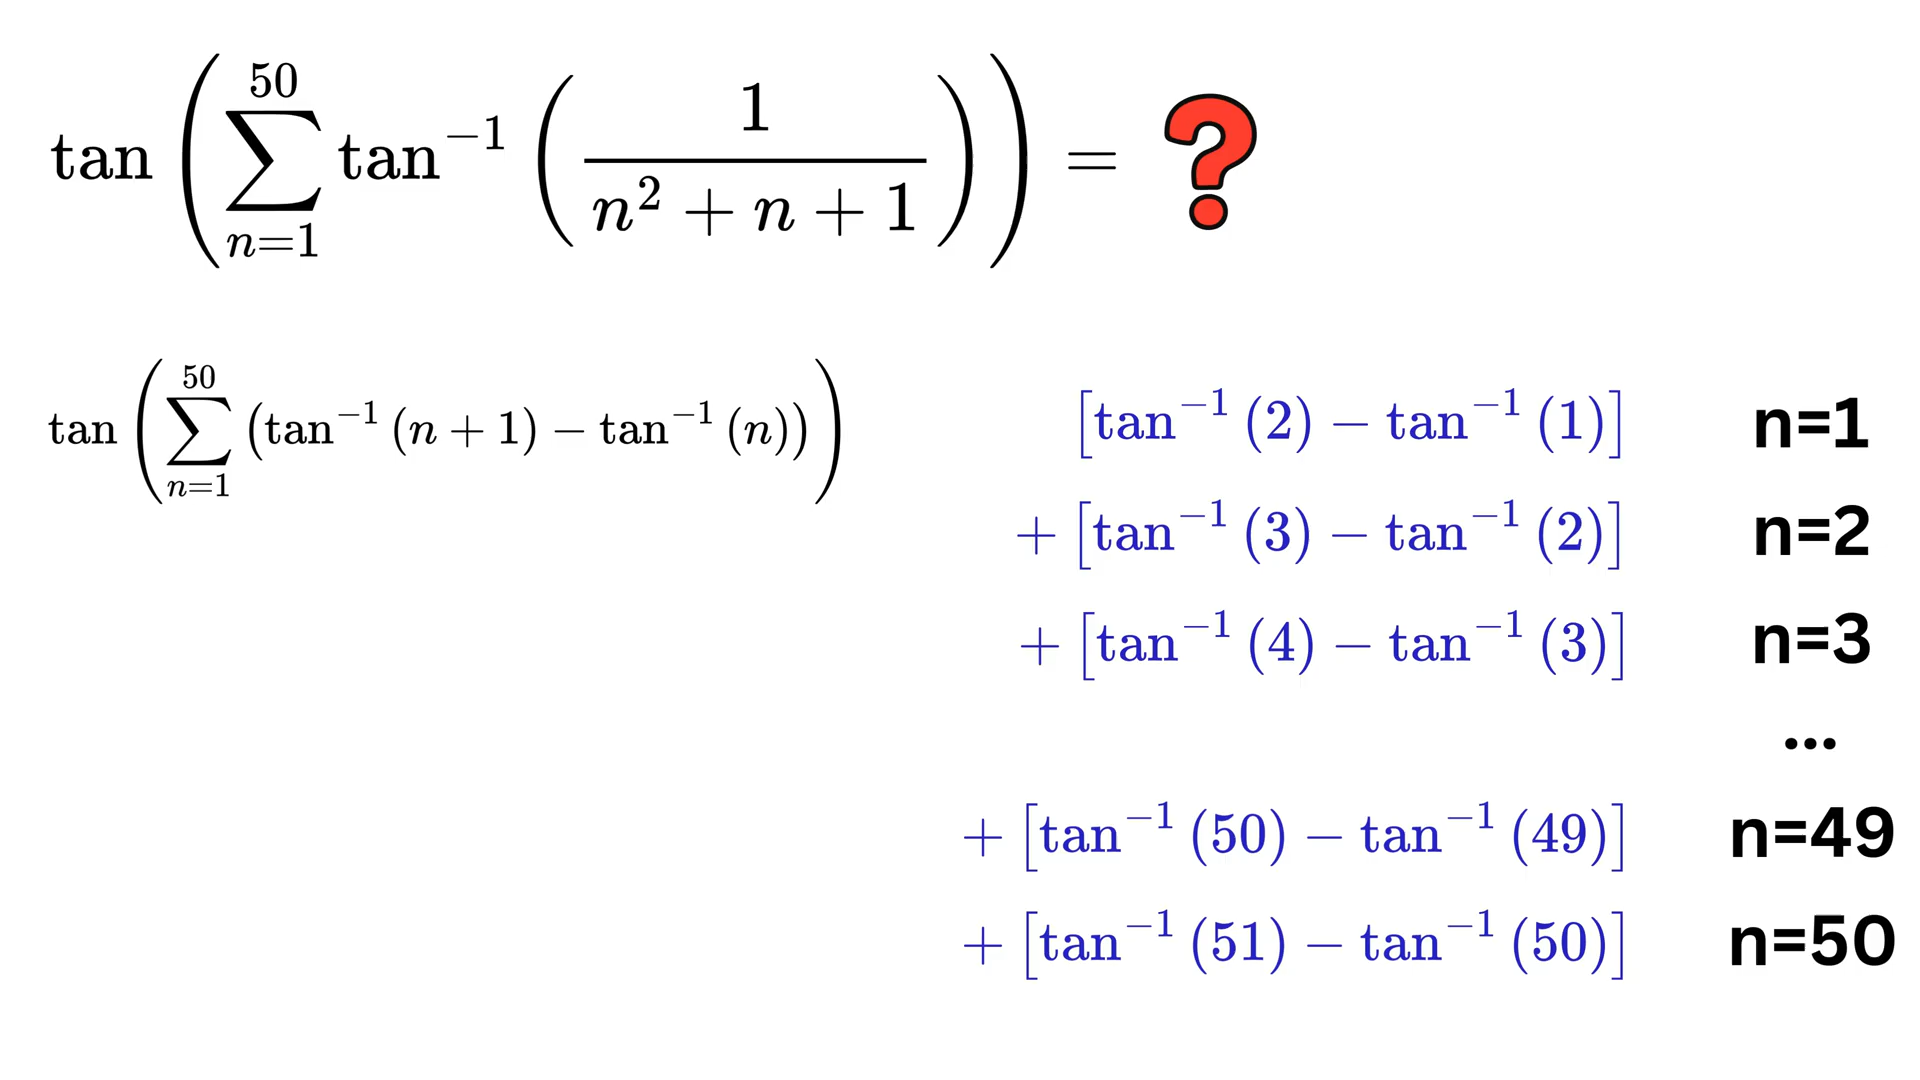 tan(∑_{n=1}^{50} tan⁻¹(1/(n² + n + 1))) = ❓
tan(∑_{n=1}^{50} (tan⁻¹(n + 1) − tan⁻¹(n)))
[tan⁻¹(2) − tan⁻¹(1)] n=1
+ [tan⁻¹(3) − tan⁻¹(2)] n=2
+ [tan⁻¹(4) − tan⁻¹(3)] n=3
...
+ [tan⁻¹(50) − tan⁻¹(49)] n=49
+ [tan⁻¹(51) − tan⁻¹(50)] n=50